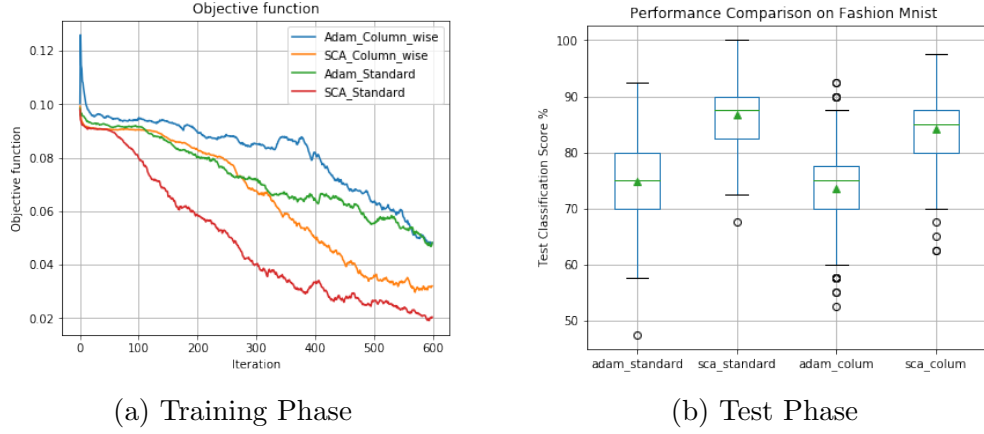 Objective function
0.12
0.10
0.08
0.06
0.04
0.02
Objective function
0
100
200
300
400
500
600
Iteration
Adam_Column_wise
SCA_Column_wise
Adam_Standard
SCA_Standard
(a) Training Phase
Performance Comparison on Fashion Mnist
100
90
80
70
60
50
Test Classification Score %
adam_standard
sca_standard
adam_colum
sca_colum
(b) Test Phase